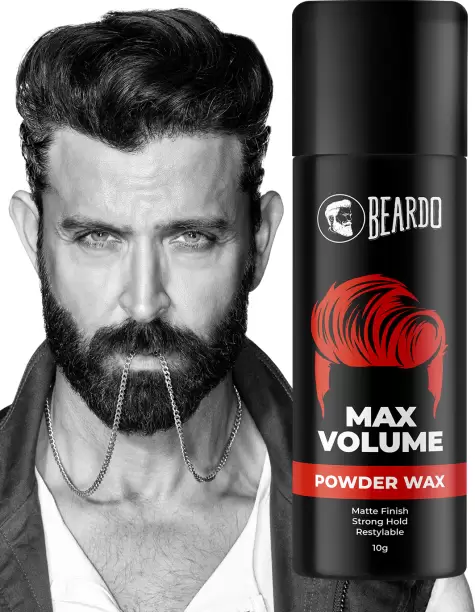 BEARDO
MAX
VOLUME
POWDER WAX
Matte Finish
Strong Hold
Restylable
10g